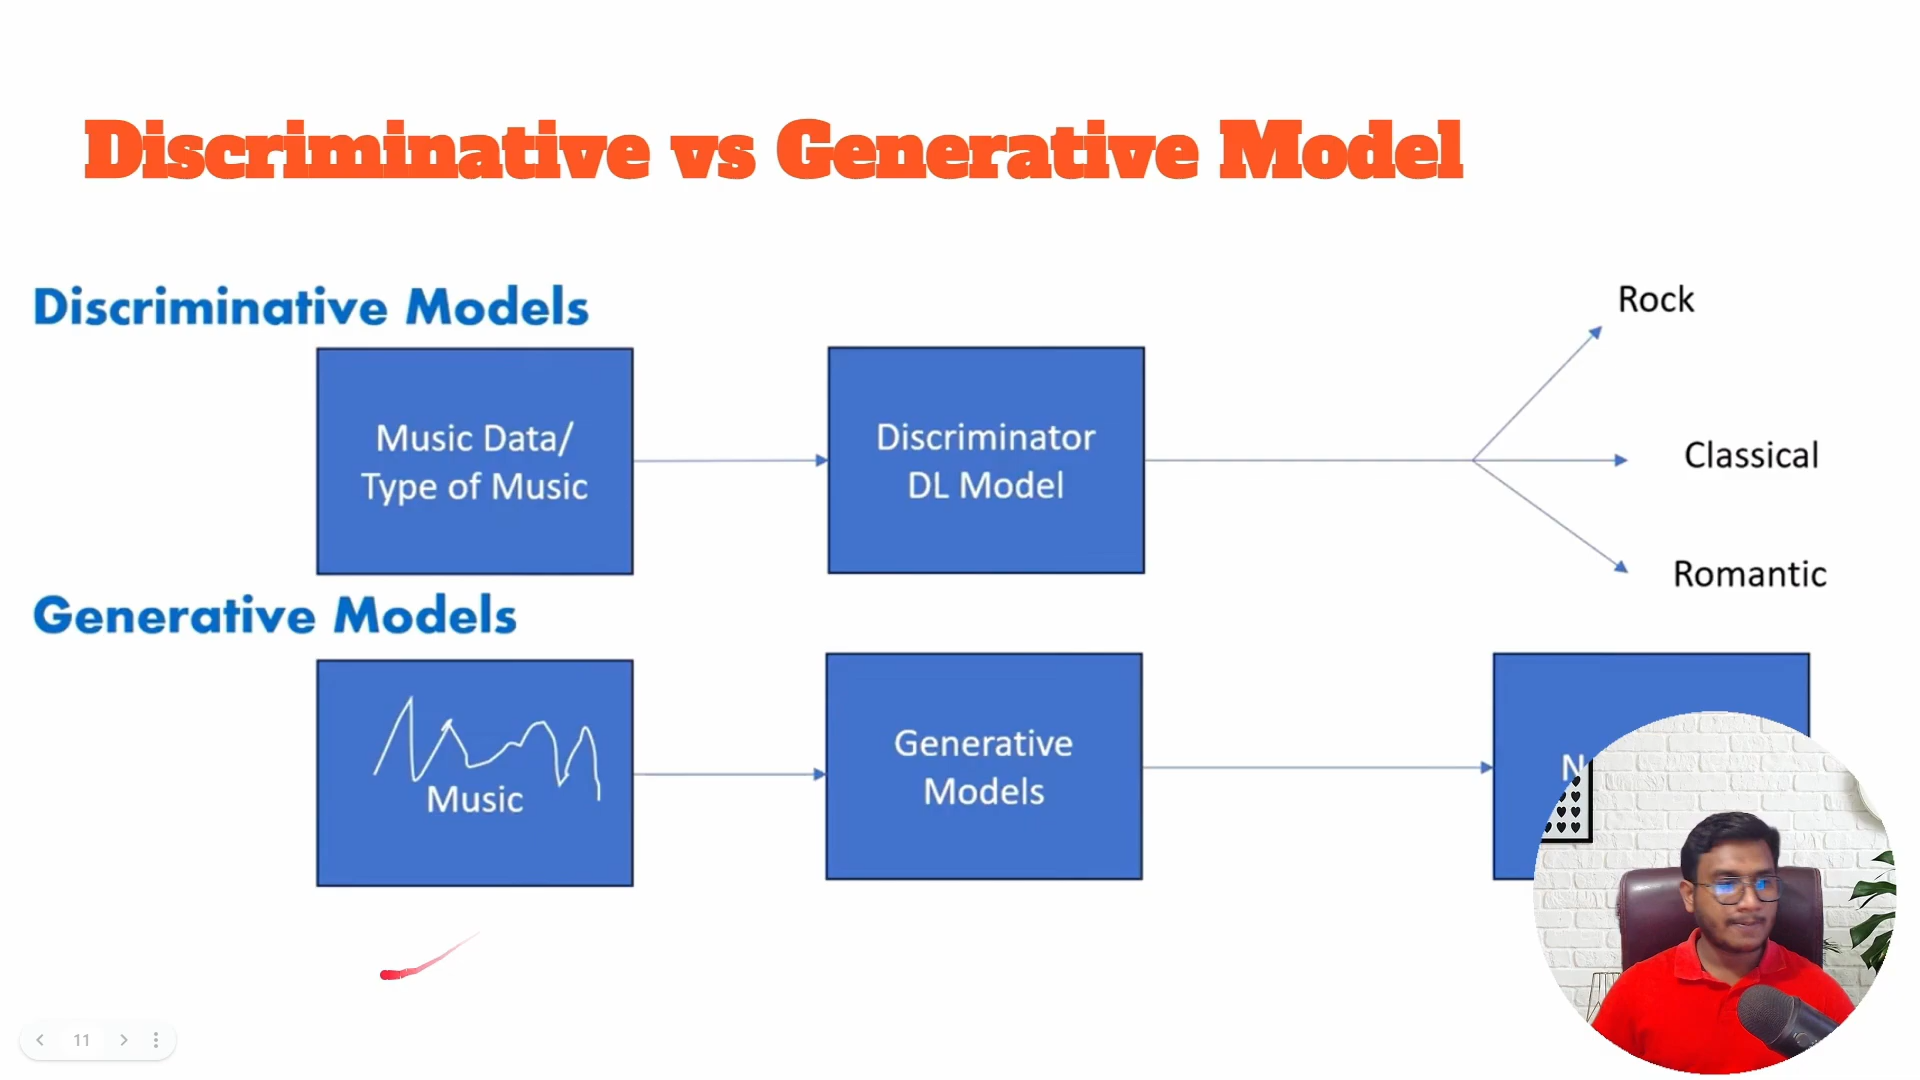 Discriminative vs Generative Model
Discriminative Models
Rock
Music Data/
Type of Music
Discriminator
DL Model
Classical
Romantic
Generative Models
Music
Generative
Models
11